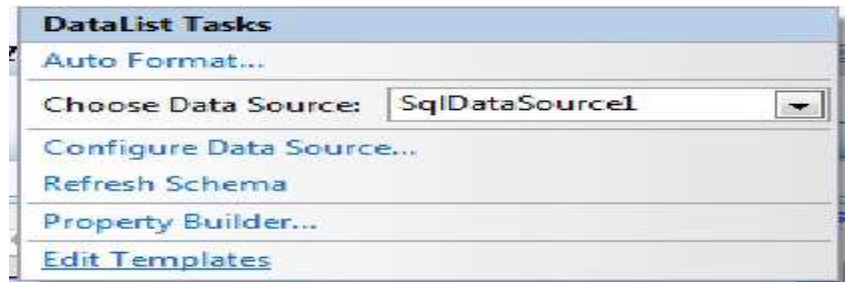 DataList Tasks
Auto Format...
Choose Data Source: SqlDataSource1
Configure Data Source...
Refresh Schema
Property Builder...
Edit Templates